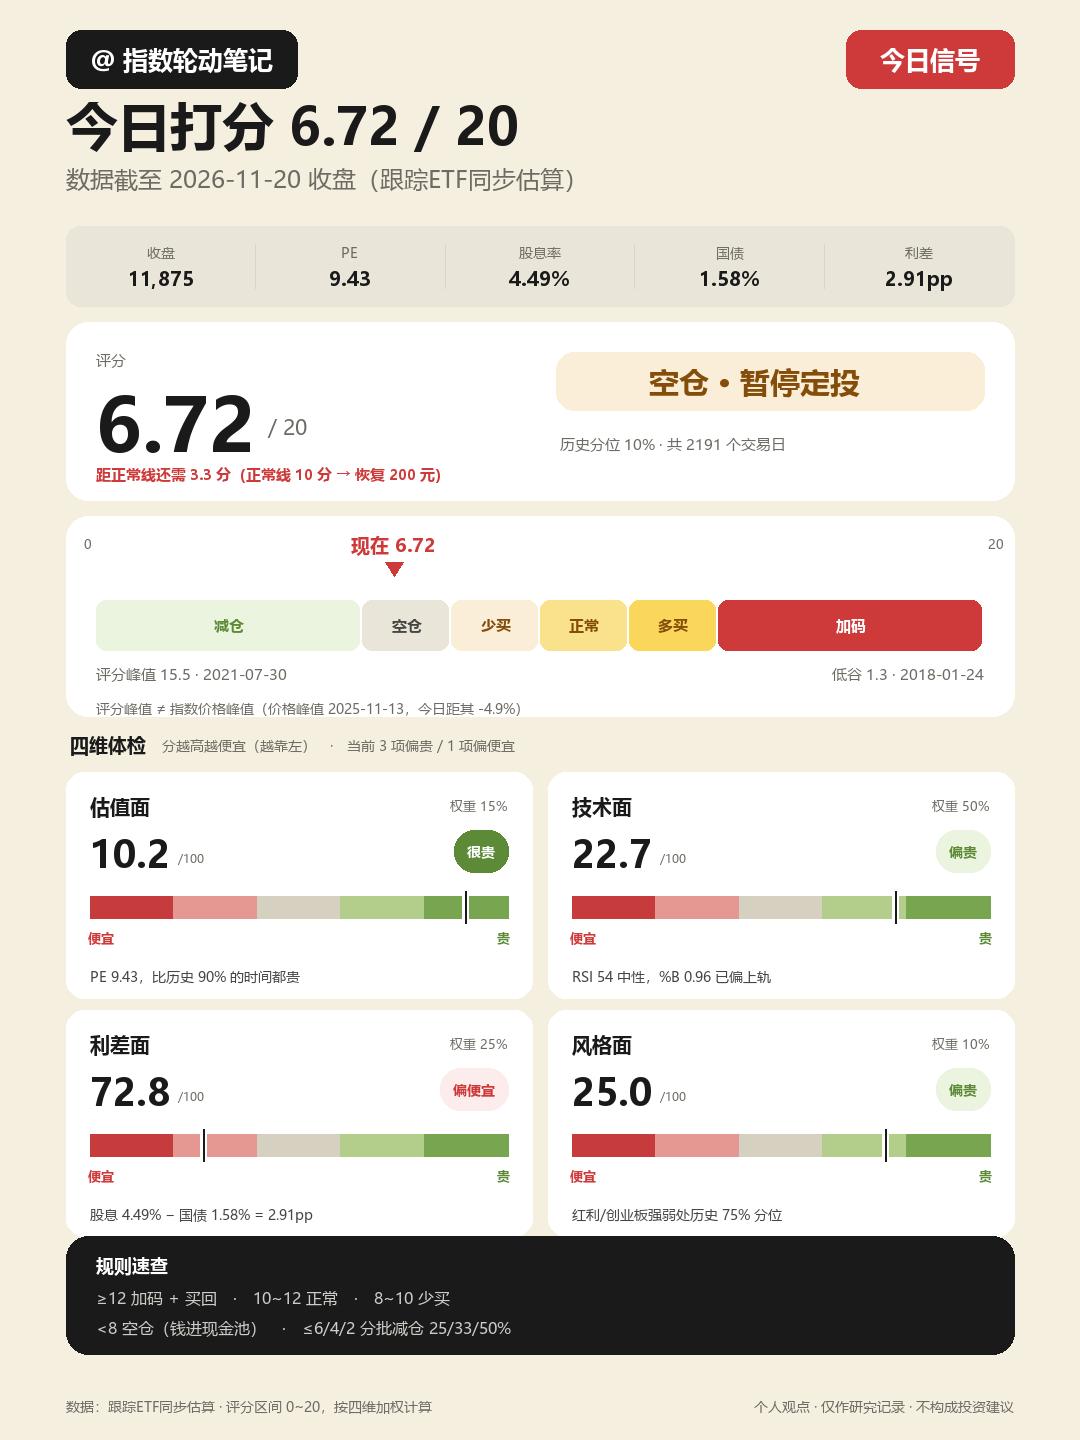 @ 指数轮动笔记
今日信号
今日打分 6.72 / 20
数据截至 2026-11-20 收盘（跟踪ETF同步估算）
收盘 PE 股息率 国债 利差
11,875 9.43 4.49% 1.58% 2.91pp
评分
6.72 / 20
距正常线还需 3.3 分（正常线 10 分 → 恢复 200 元）
空仓 • 暂停定投
历史分位 10% · 共 2191 个交易日
0 现在 6.72 20
减仓 空仓 少买 正常 多买 加码
评分峰值 15.5 · 2021-07-30 低谷 1.3 · 2018-01-24
评分峰值 ≠ 指数价格峰值（价格峰值 2025-11-13，今日距其 -4.9%）
四维体检 分越高越便宜（越靠左） · 当前 3 项偏贵 / 1 项偏便宜
估值面 权重 15%
10.2 /100 很贵
便宜 贵
PE 9.43，比历史 90% 的时间都贵
技术面 权重 50%
22.7 /100 偏贵
便宜 贵
RSI 54 中性，%B 0.96 已偏上轨
利差面 权重 25%
72.8 /100 偏便宜
便宜 贵
股息 4.49% − 国债 1.58% = 2.91pp
风格面 权重 10%
25.0 /100 偏贵
便宜 贵
红利/创业板强弱处历史 75% 分位
规则速查
≥12 加码 + 买回 · 10~12 正常 · 8~10 少买
<8 空仓（钱进现金池） · ≤6/4/2 分批减仓 25/33/50%
数据：跟踪ETF同步估算 · 评分区间 0~20，按四维加权计算
个人观点 · 仅作研究记录 · 不构成投资建议